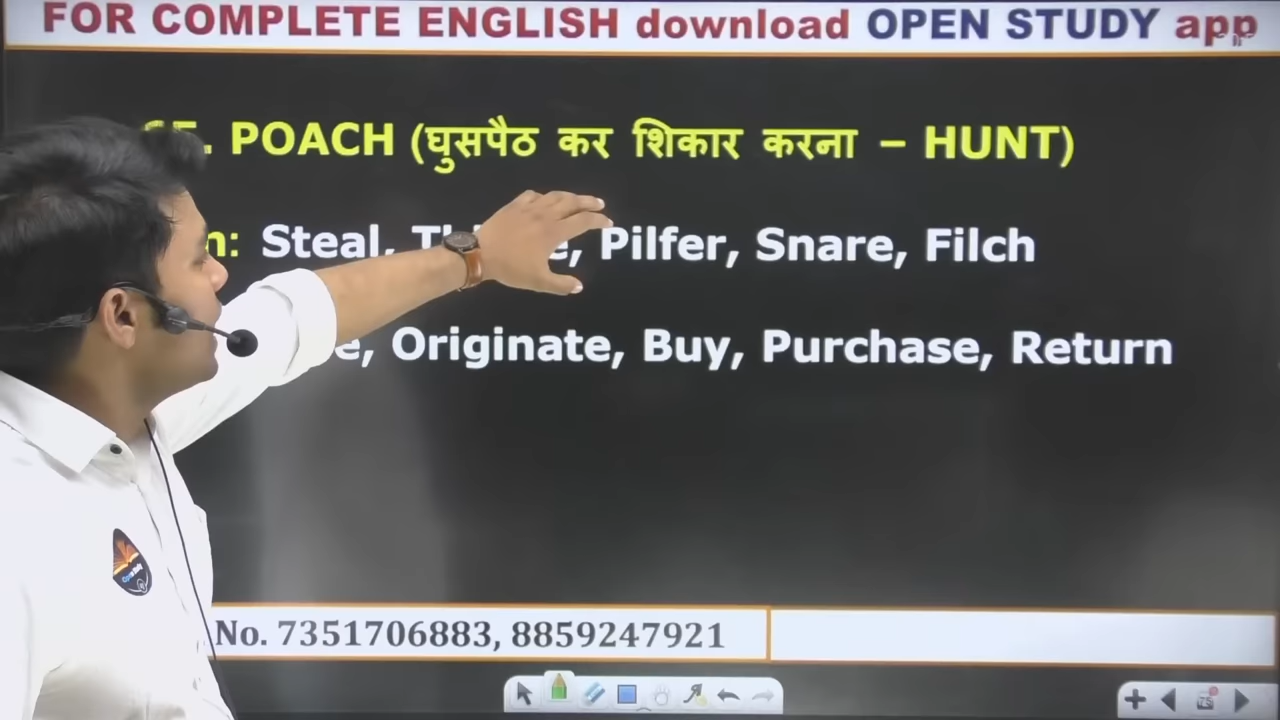 FOR COMPLETE ENGLISH download OPEN STUDY app
POACH (घुसपैठ कर शिकार करना – HUNT)
Steal, Pilfer, Snare, Filch
Originate, Buy, Purchase, Return
No. 7351706883, 8859247921